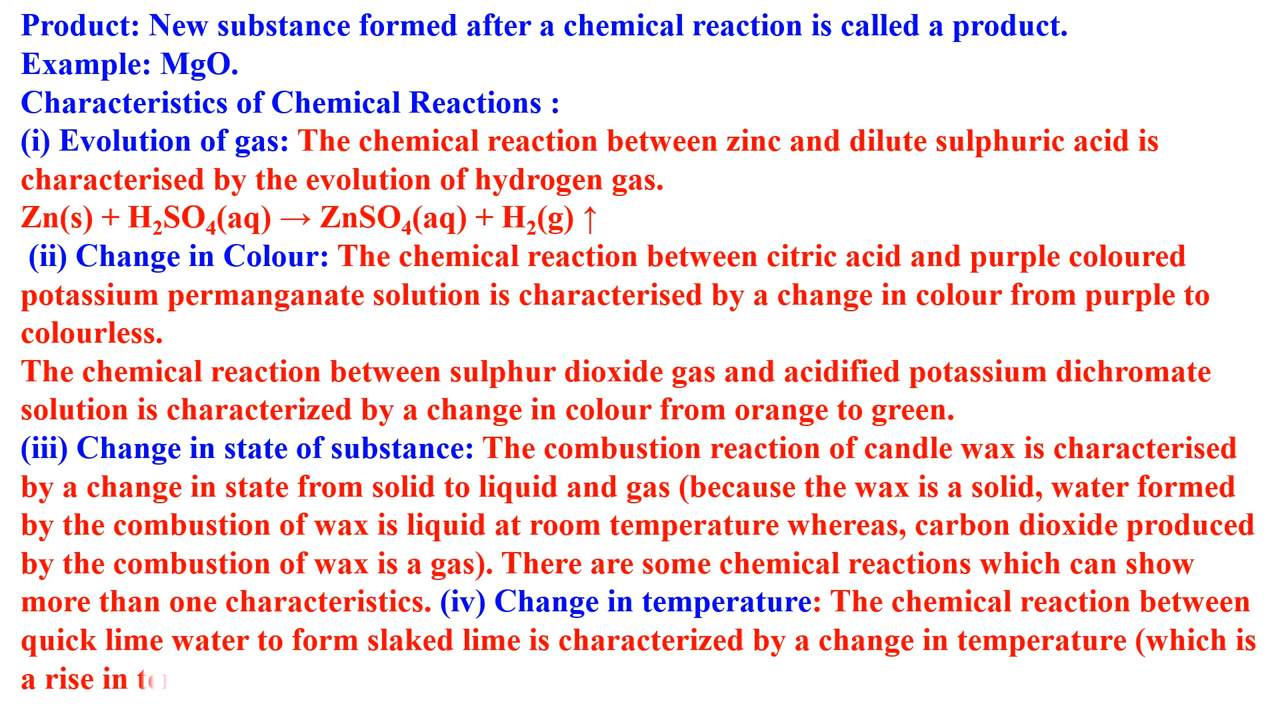 Product: New substance formed after a chemical reaction is called a product.
Example: MgO.
Characteristics of Chemical Reactions :
(i) Evolution of gas: The chemical reaction between zinc and dilute sulphuric acid is
characterised by the evolution of hydrogen gas.
Zn(s) + H₂SO₄(aq) → ZnSO₄(aq) + H₂(g) ↑
(ii) Change in Colour: The chemical reaction between citric acid and purple coloured
potassium permanganate solution is characterised by a change in colour from purple to
colourless.
The chemical reaction between sulphur dioxide gas and acidified potassium dichromate
solution is characterized by a change in colour from orange to green.
(iii) Change in state of substance: The combustion reaction of candle wax is characterised
by a change in state from solid to liquid and gas (because the wax is a solid, water formed
by the combustion of wax is liquid at room temperature whereas, carbon dioxide produced
by the combustion of wax is a gas). There are some chemical reactions which can show
more than one characteristics. (iv) Change in temperature: The chemical reaction between
quick lime water to form slaked lime is characterized by a change in temperature (which is
a rise in